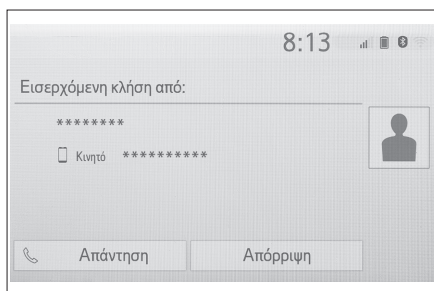 8:13
Εισερχόμενη κλήση από:
********
Κινητό **********
Απάντηση
Απόρριψη